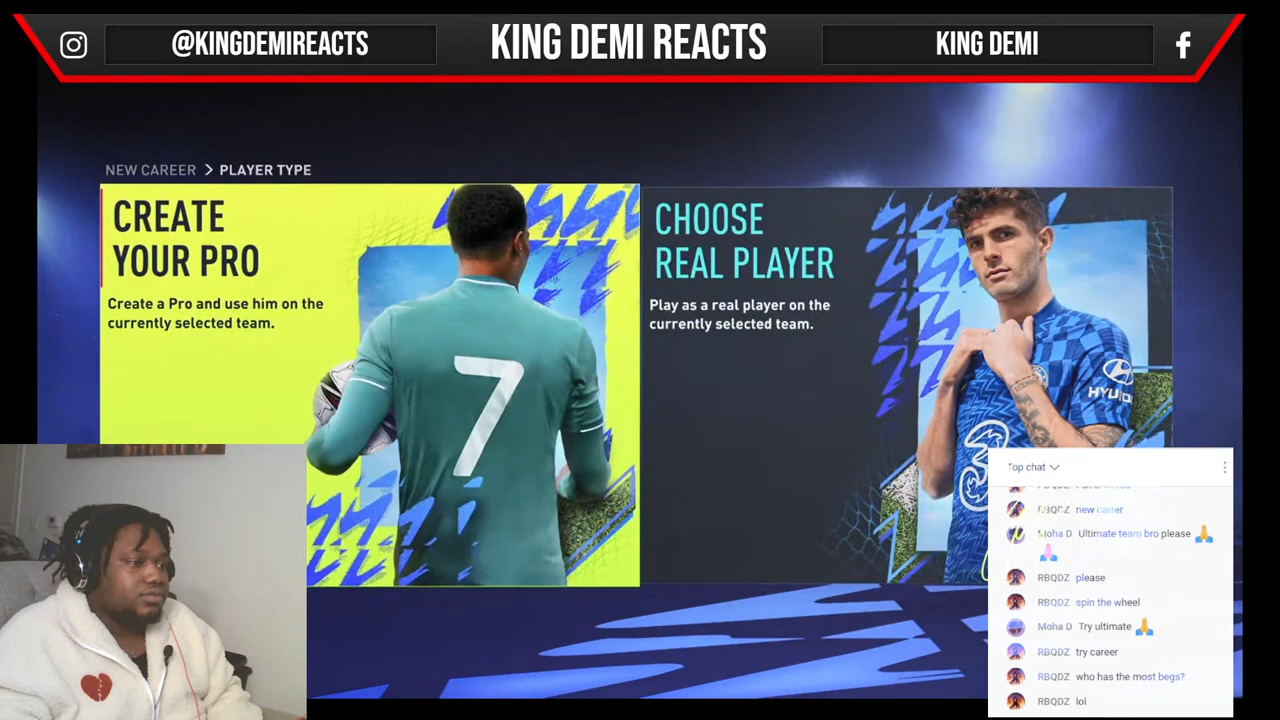 @KINGDEMIREACTS
KING DEMI REACTS
KING DEMI
NEW CAREER > PLAYER TYPE
CREATE
YOUR PRO
Create a Pro and use him on the
currently selected team.
7
CHOOSE
REAL PLAYER
Play as a real player on the
currently selected team.
3
Top chat
RBQDZ new carrer
Moha D Ultimate team bro please 🙏
🙏
RBQDZ please
RBQDZ spin the wheel
Moha D Try ultimate 🙏
RBQDZ try career
RBQDZ who has the most begs?
RBQDZ lol